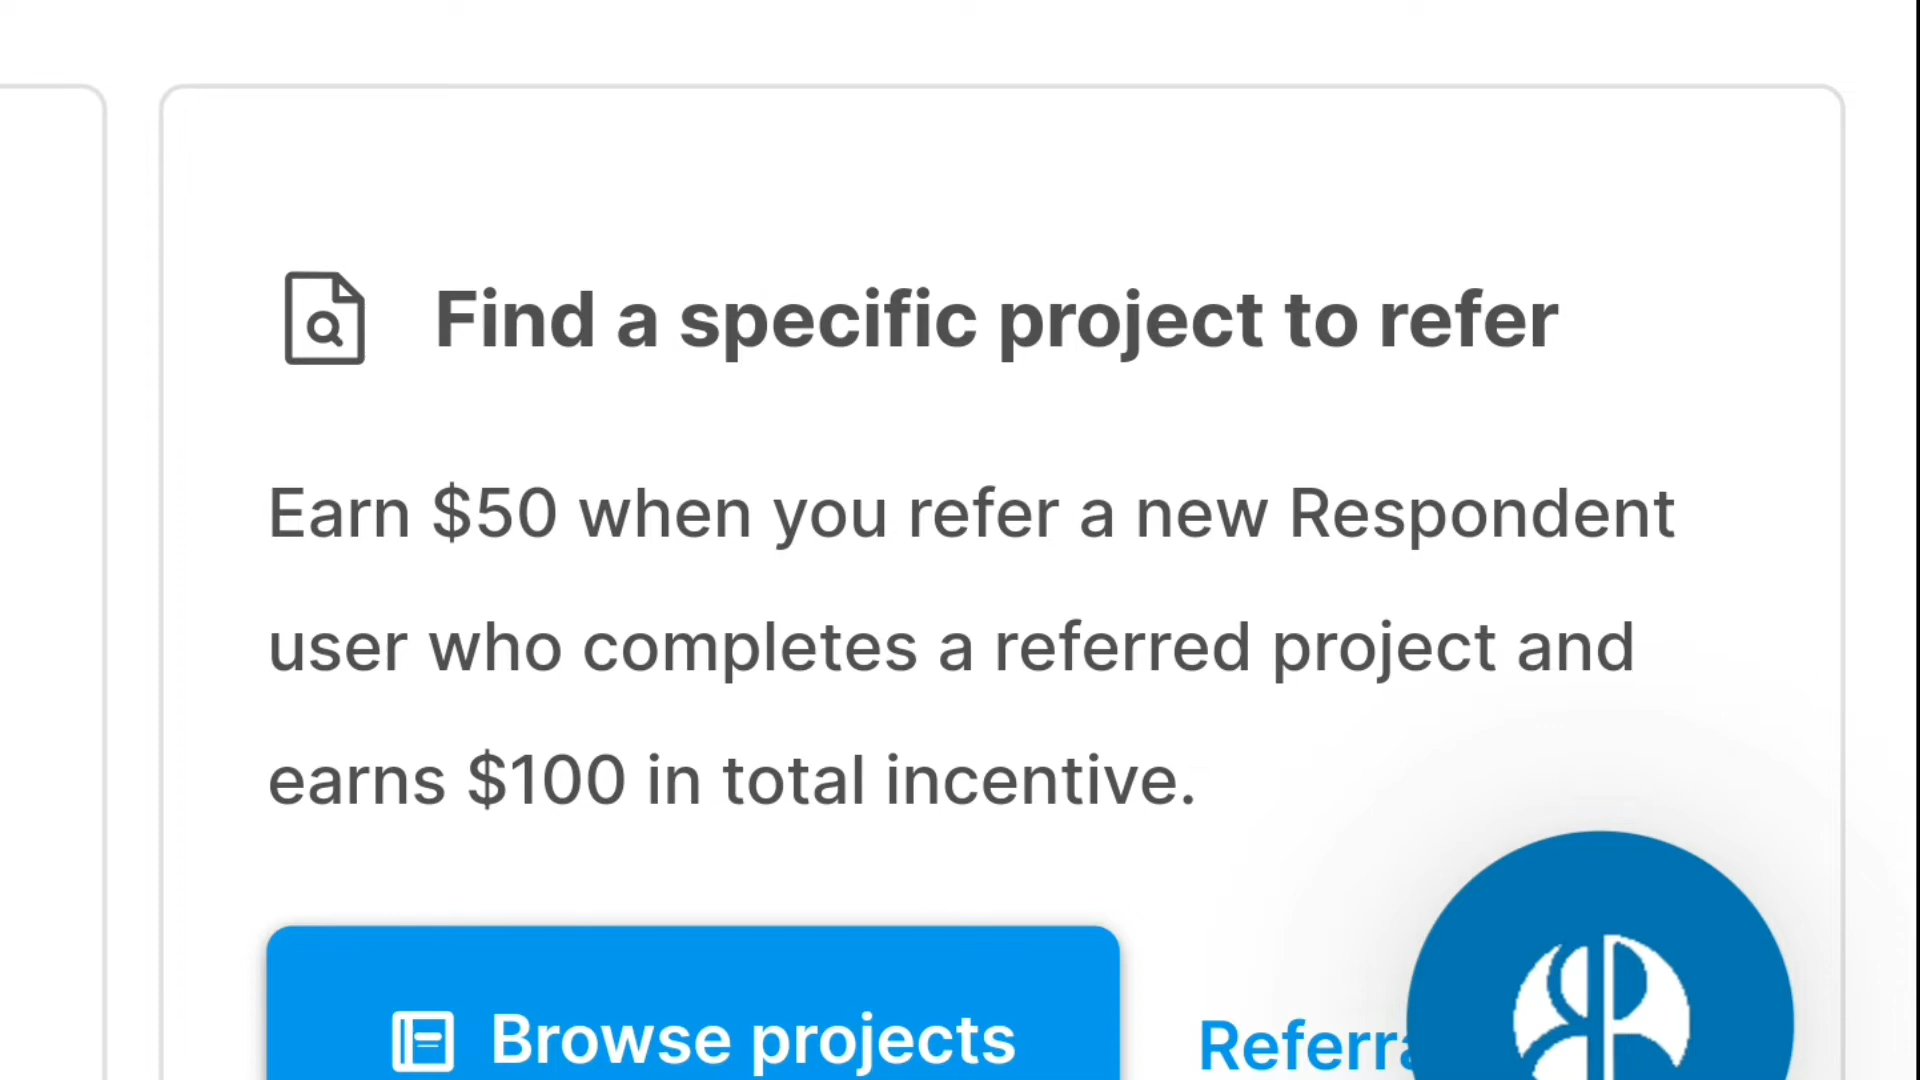 Find a specific project to refer
Earn $50 when you refer a new Respondent
user who completes a referred project and
earns $100 in total incentive.
Browse projects